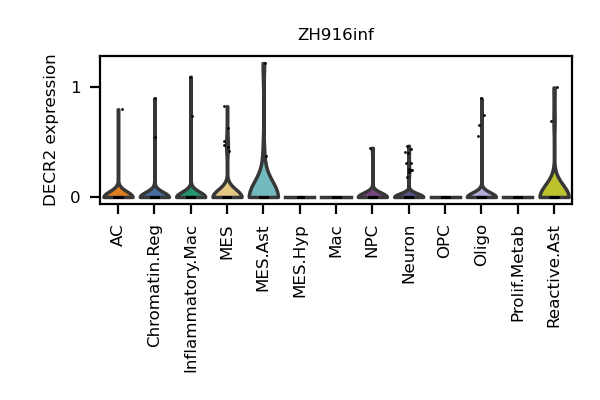 ZH916inf
DECR2 expression
1
0
AC
Chromatin.Reg
Inflammatory.Mac
MES
MES.Ast
MES.Hyp
Mac
NPC
Neuron
OPC
Oligo
Prolif.Metab
Reactive.Ast